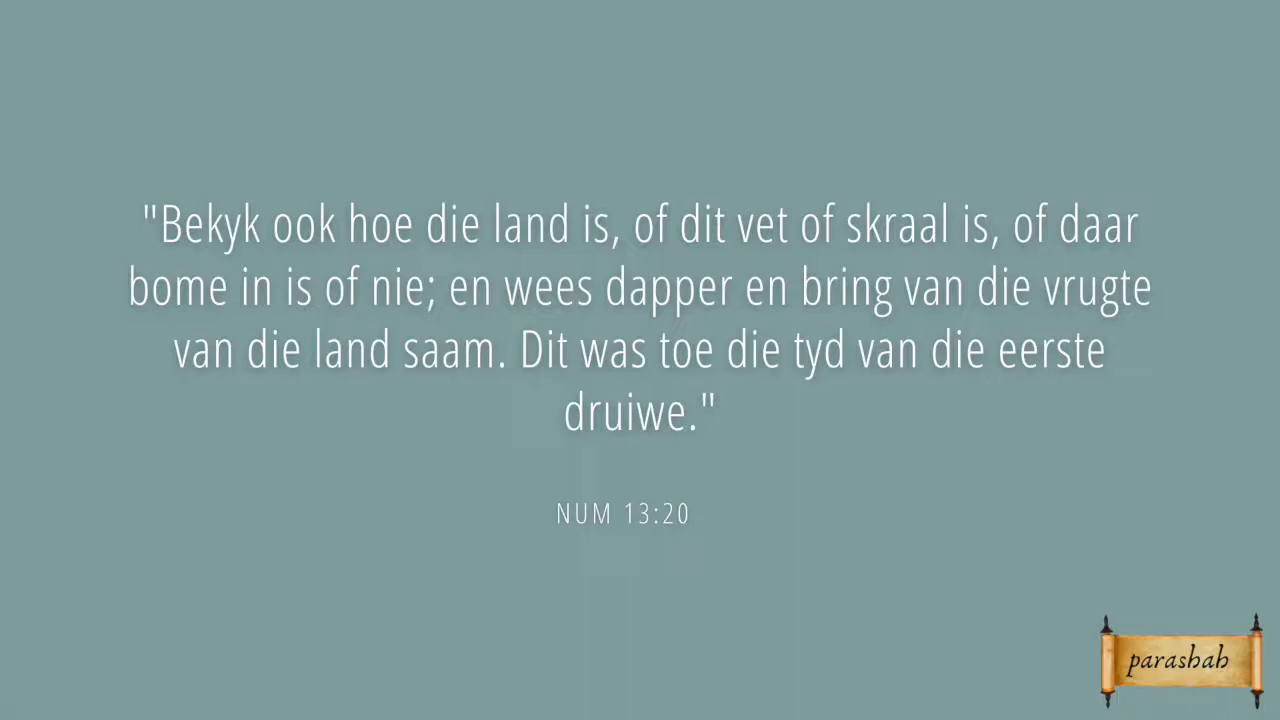 "Bekyk ook hoe die land is, of dit vet of skraal is, of daar
bome in is of nie; en wees dapper en bring van die vrugte
van die land saam. Dit was toe die tyd van die eerste
druiwe."
NUM 13:20
parashah